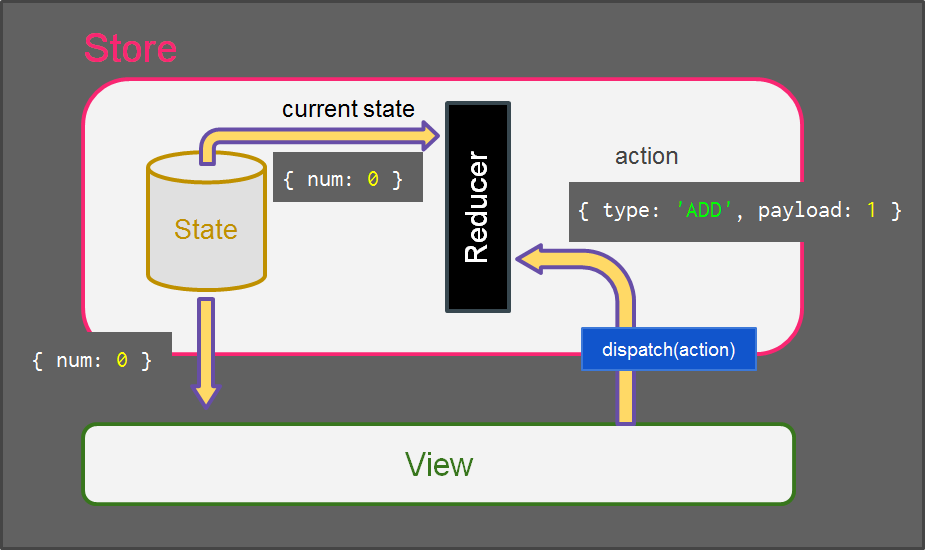 Store
current state
{ num: 0 }
State
Reducer
action
{ type: 'ADD', payload: 1 }
{ num: 0 }
dispatch(action)
View